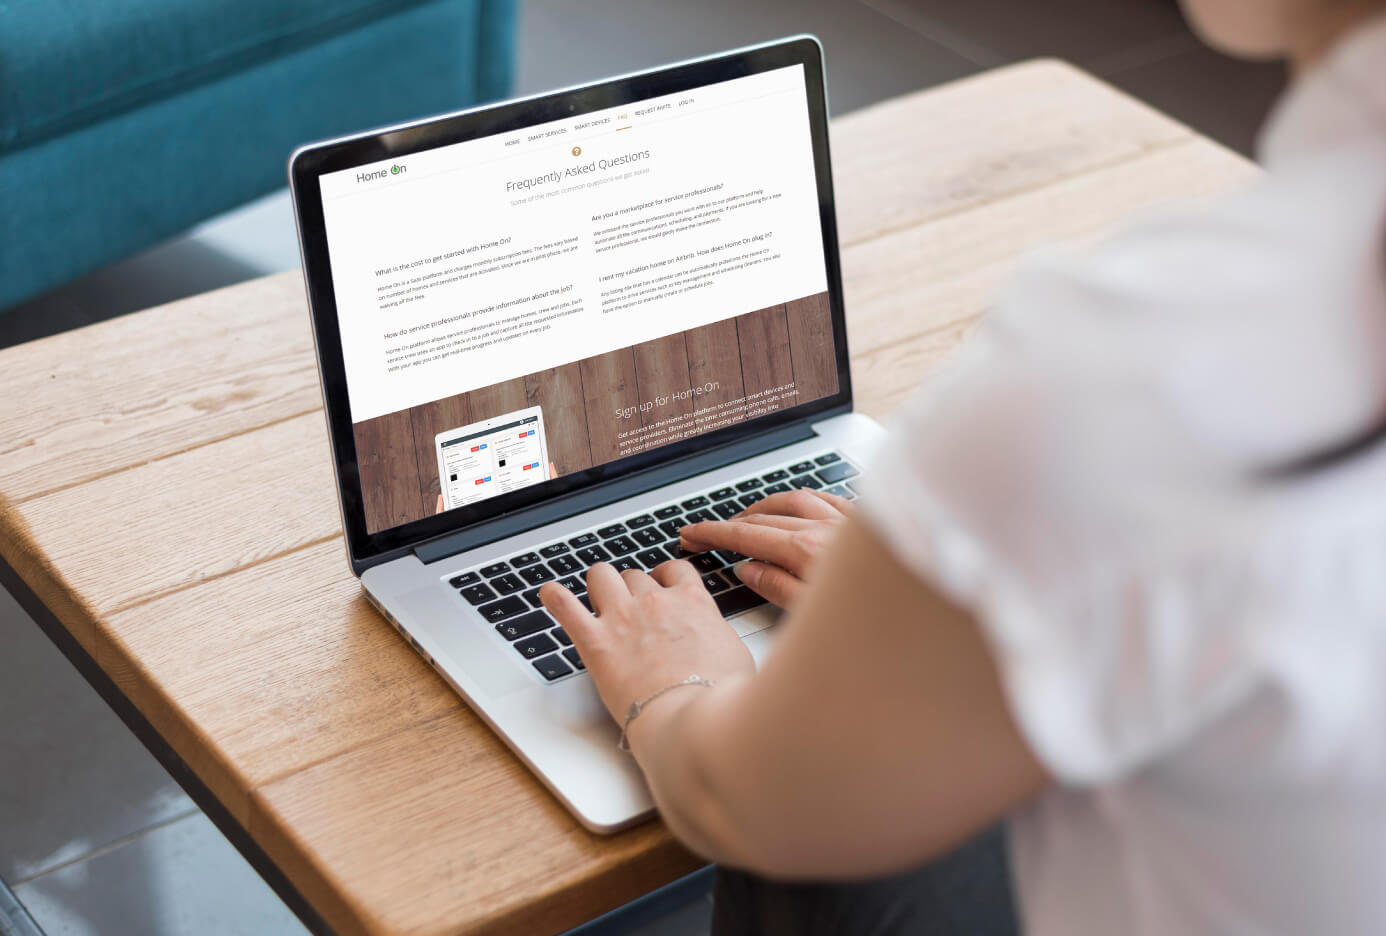 Home On
HOME SMART SERVICES SMART DEVICES FAQ REQUEST INVITE LOG IN
?
Frequently Asked Questions
Some of the most common questions we get asked
What is the cost to get started with Home On?
Home On is a SaaS platform and charges monthly subscription fees. The fees vary based
on number of homes and services that are activated. Since we are in pilot phase, we are
waiving all the fees.
How do service professionals provide information about the job?
Home On platform allows service professionals to manage homes, crew and jobs. Each
service crew uses an app to check in to a job and capture all the requested information.
With your app you can get real-time progress and updates on every job.
Are you a marketplace for service professionals?
We onboard the service professionals you work with on to our platform and help
automate all the communications, scheduling, and payments. If you are looking for a new
service professional, we would gladly make the connection.
I rent my vacation home on Airbnb. How does Home On plug in?
Any listing site that has a calendar can be automatically pulled into the Home On
platform to drive services such as key management and scheduling cleaners. You also
have the option to manually create or schedule jobs.
Sign up for Home On
Get access to the Home On platform to connect smart devices and
service providers. Eliminate the time consuming phone calls, emails,
and coordination while greatly increasing your visibility into